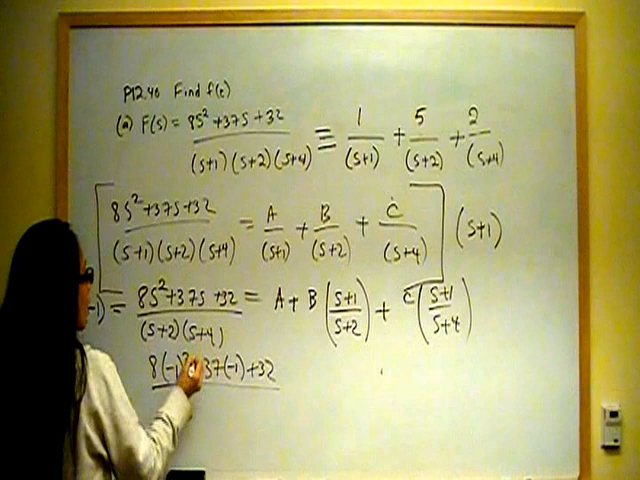 P12.40 Find f(t)
(a) F(s) = 8s² + 37s + 32 / (s+1)(s+2)(s+4) ≡ 1/(s+1) + 5/(s+2) + 2/(s+4)
[8s² + 37s + 32 / (s+1)(s+2)(s+4) = A/(s+1) + B/(s+2) + C/(s+4)] (s+1)
-1) = 8s² + 37s + 32 / (s+2)(s+4) = A + B(s+1/s+2) + C(s+1/s+4)
8(-1)² + 37(-1) + 32